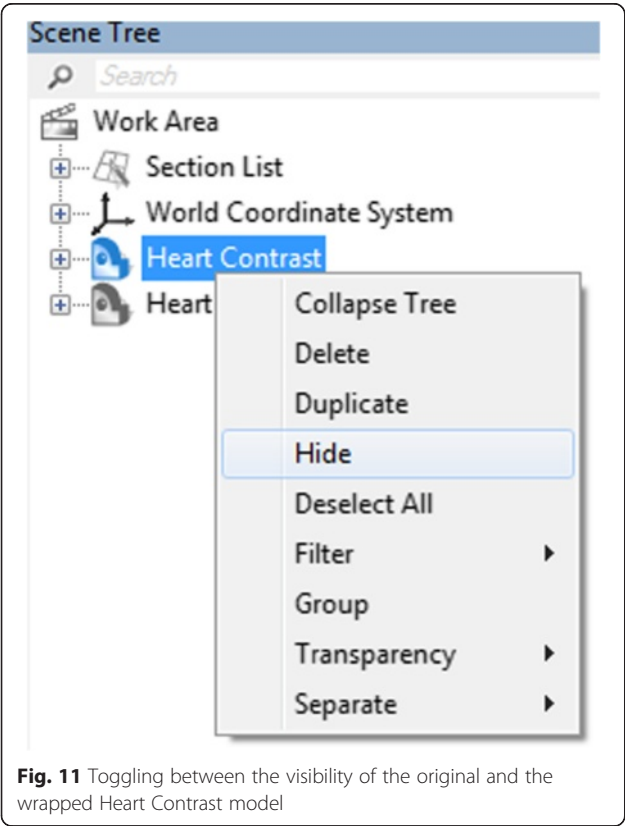 Scene Tree
Search
Work Area
Section List
World Coordinate System
Heart Contrast
Heart
Collapse Tree
Delete
Duplicate
Hide
Deselect All
Filter
Group
Transparency
Separate
Fig. 11 Toggling between the visibility of the original and the
wrapped Heart Contrast model